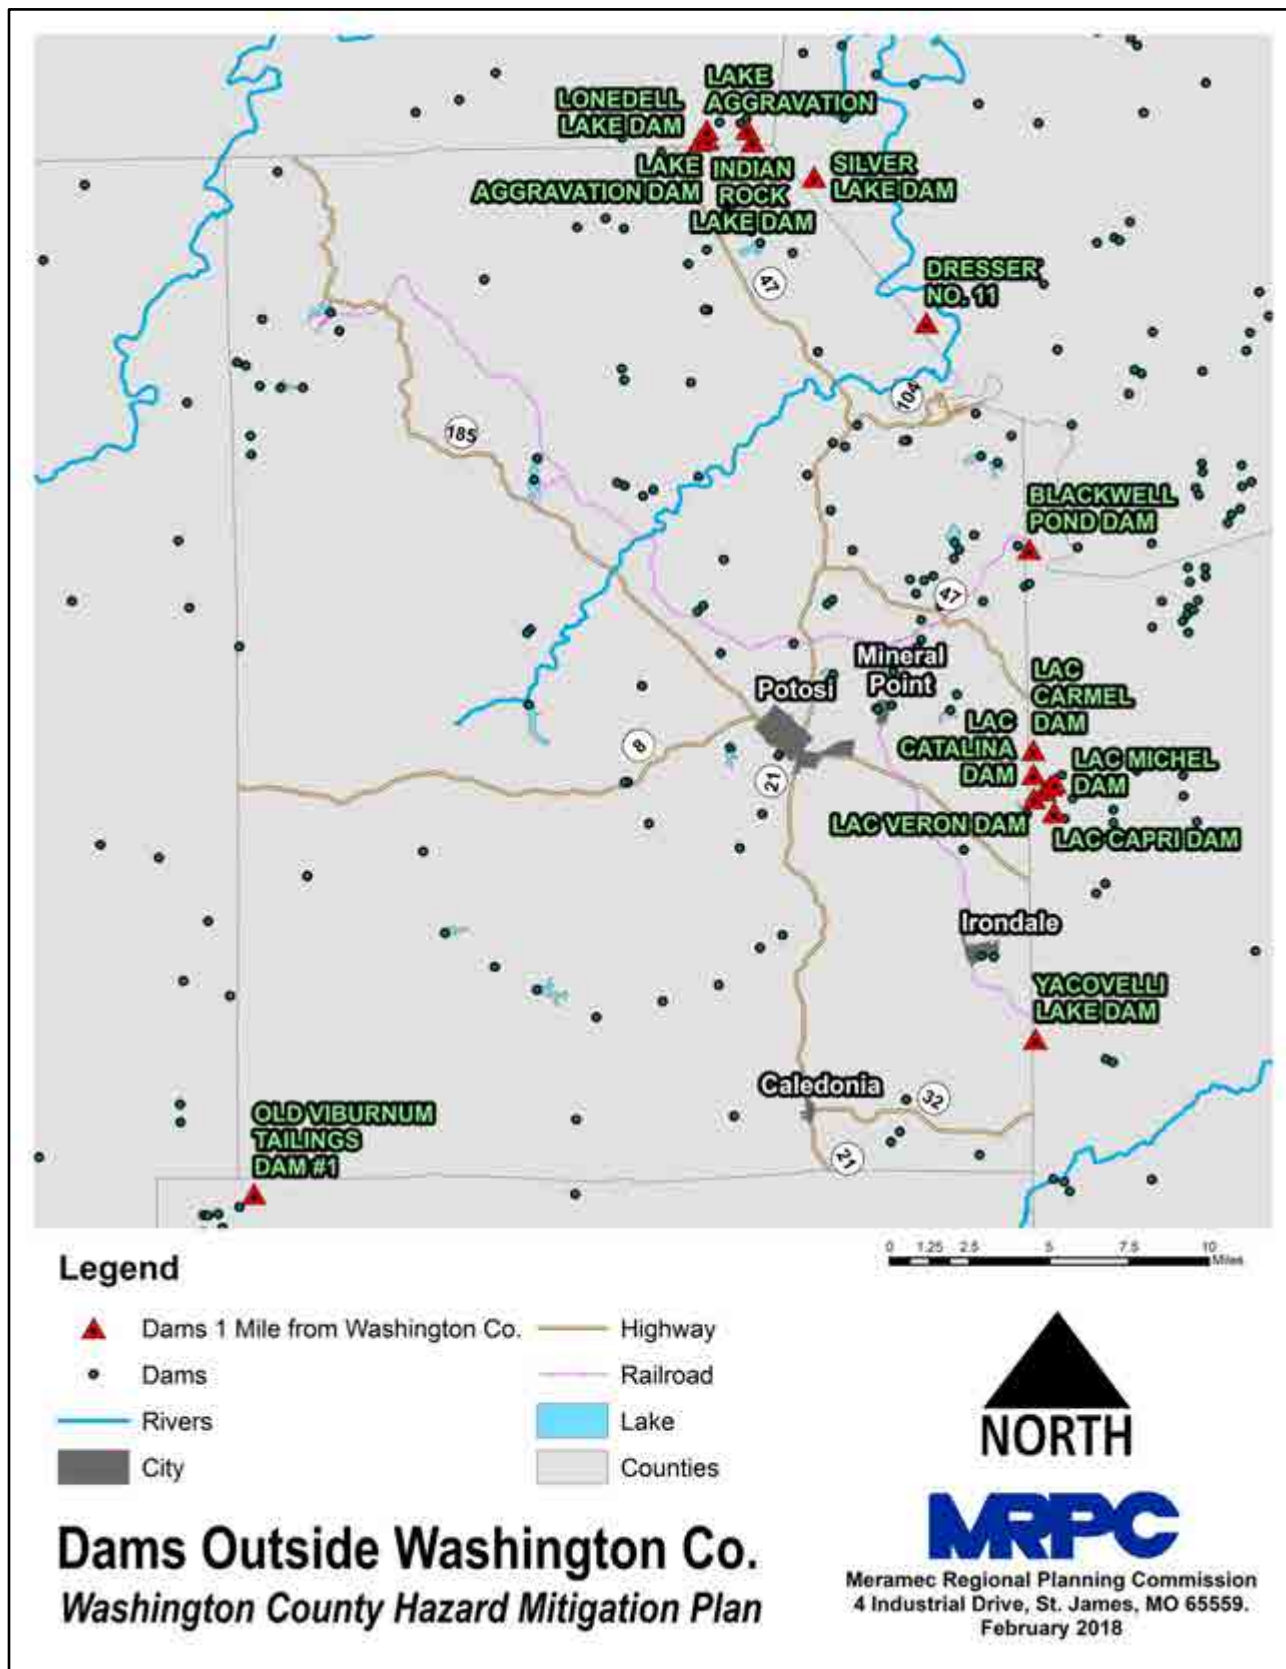 LONEDELL
LAKE DAM
LAKE
AGGRAVATION
LAKE
AGGRAVATION DAM
INDIAN
ROCK
LAKE DAM
SILVER
LAKE DAM
47
DRESSER
NO. 11
104
185
BLACKWELL
POND DAM
47
Mineral
Point
Potosi
LAC
CARMEL
DAM
LAC
CATALINA
DAM
LAC MICHEL
DAM
8
21
LAC VERON DAM
LAC CAPRI DAM
Irondale
YACOVELLI
LAKE DAM
Caledonia
32
21
OLD VIBURNUM
TAILINGS
DAM #1
0 1.25 2.5 5 7.5 10
Miles
Legend
Dams 1 Mile from Washington Co.
Dams
Rivers
City
Highway
Railroad
Lake
Counties
NORTH
Dams Outside Washington Co.
Washington County Hazard Mitigation Plan
MRPC
Meramec Regional Planning Commission
4 Industrial Drive, St. James, MO 65559.
February 2018